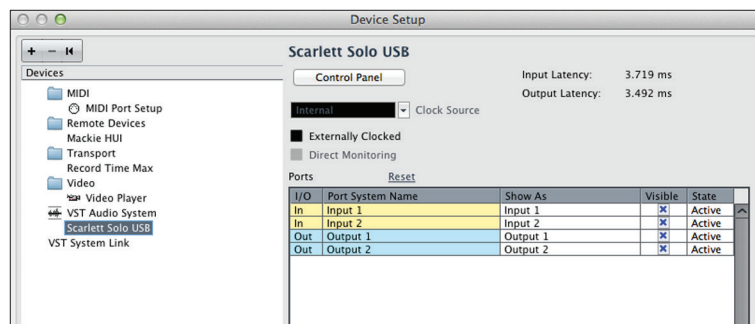 Device Setup
+ −
Devices
MIDI
MIDI Port Setup
Remote Devices
Mackie HUI
Transport
Record Time Max
Video
Video Player
VST Audio System
Scarlett Solo USB
VST System Link
Scarlett Solo USB
Control Panel
Input Latency: 3.719 ms
Output Latency: 3.492 ms
Internal Clock Source
Externally Clocked
Direct Monitoring
Ports Reset
I/O Port System Name Show As Visible State
In Input 1 Input 1 Active
In Input 2 Input 2 Active
Out Output 1 Output 1 Active
Out Output 2 Output 2 Active